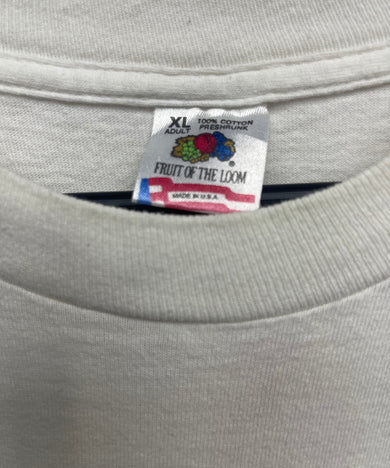 XL 100% COTTON
ADULT PRESHRUNK
®
FRUIT OF THE LOOM
MADE IN U.S.A.